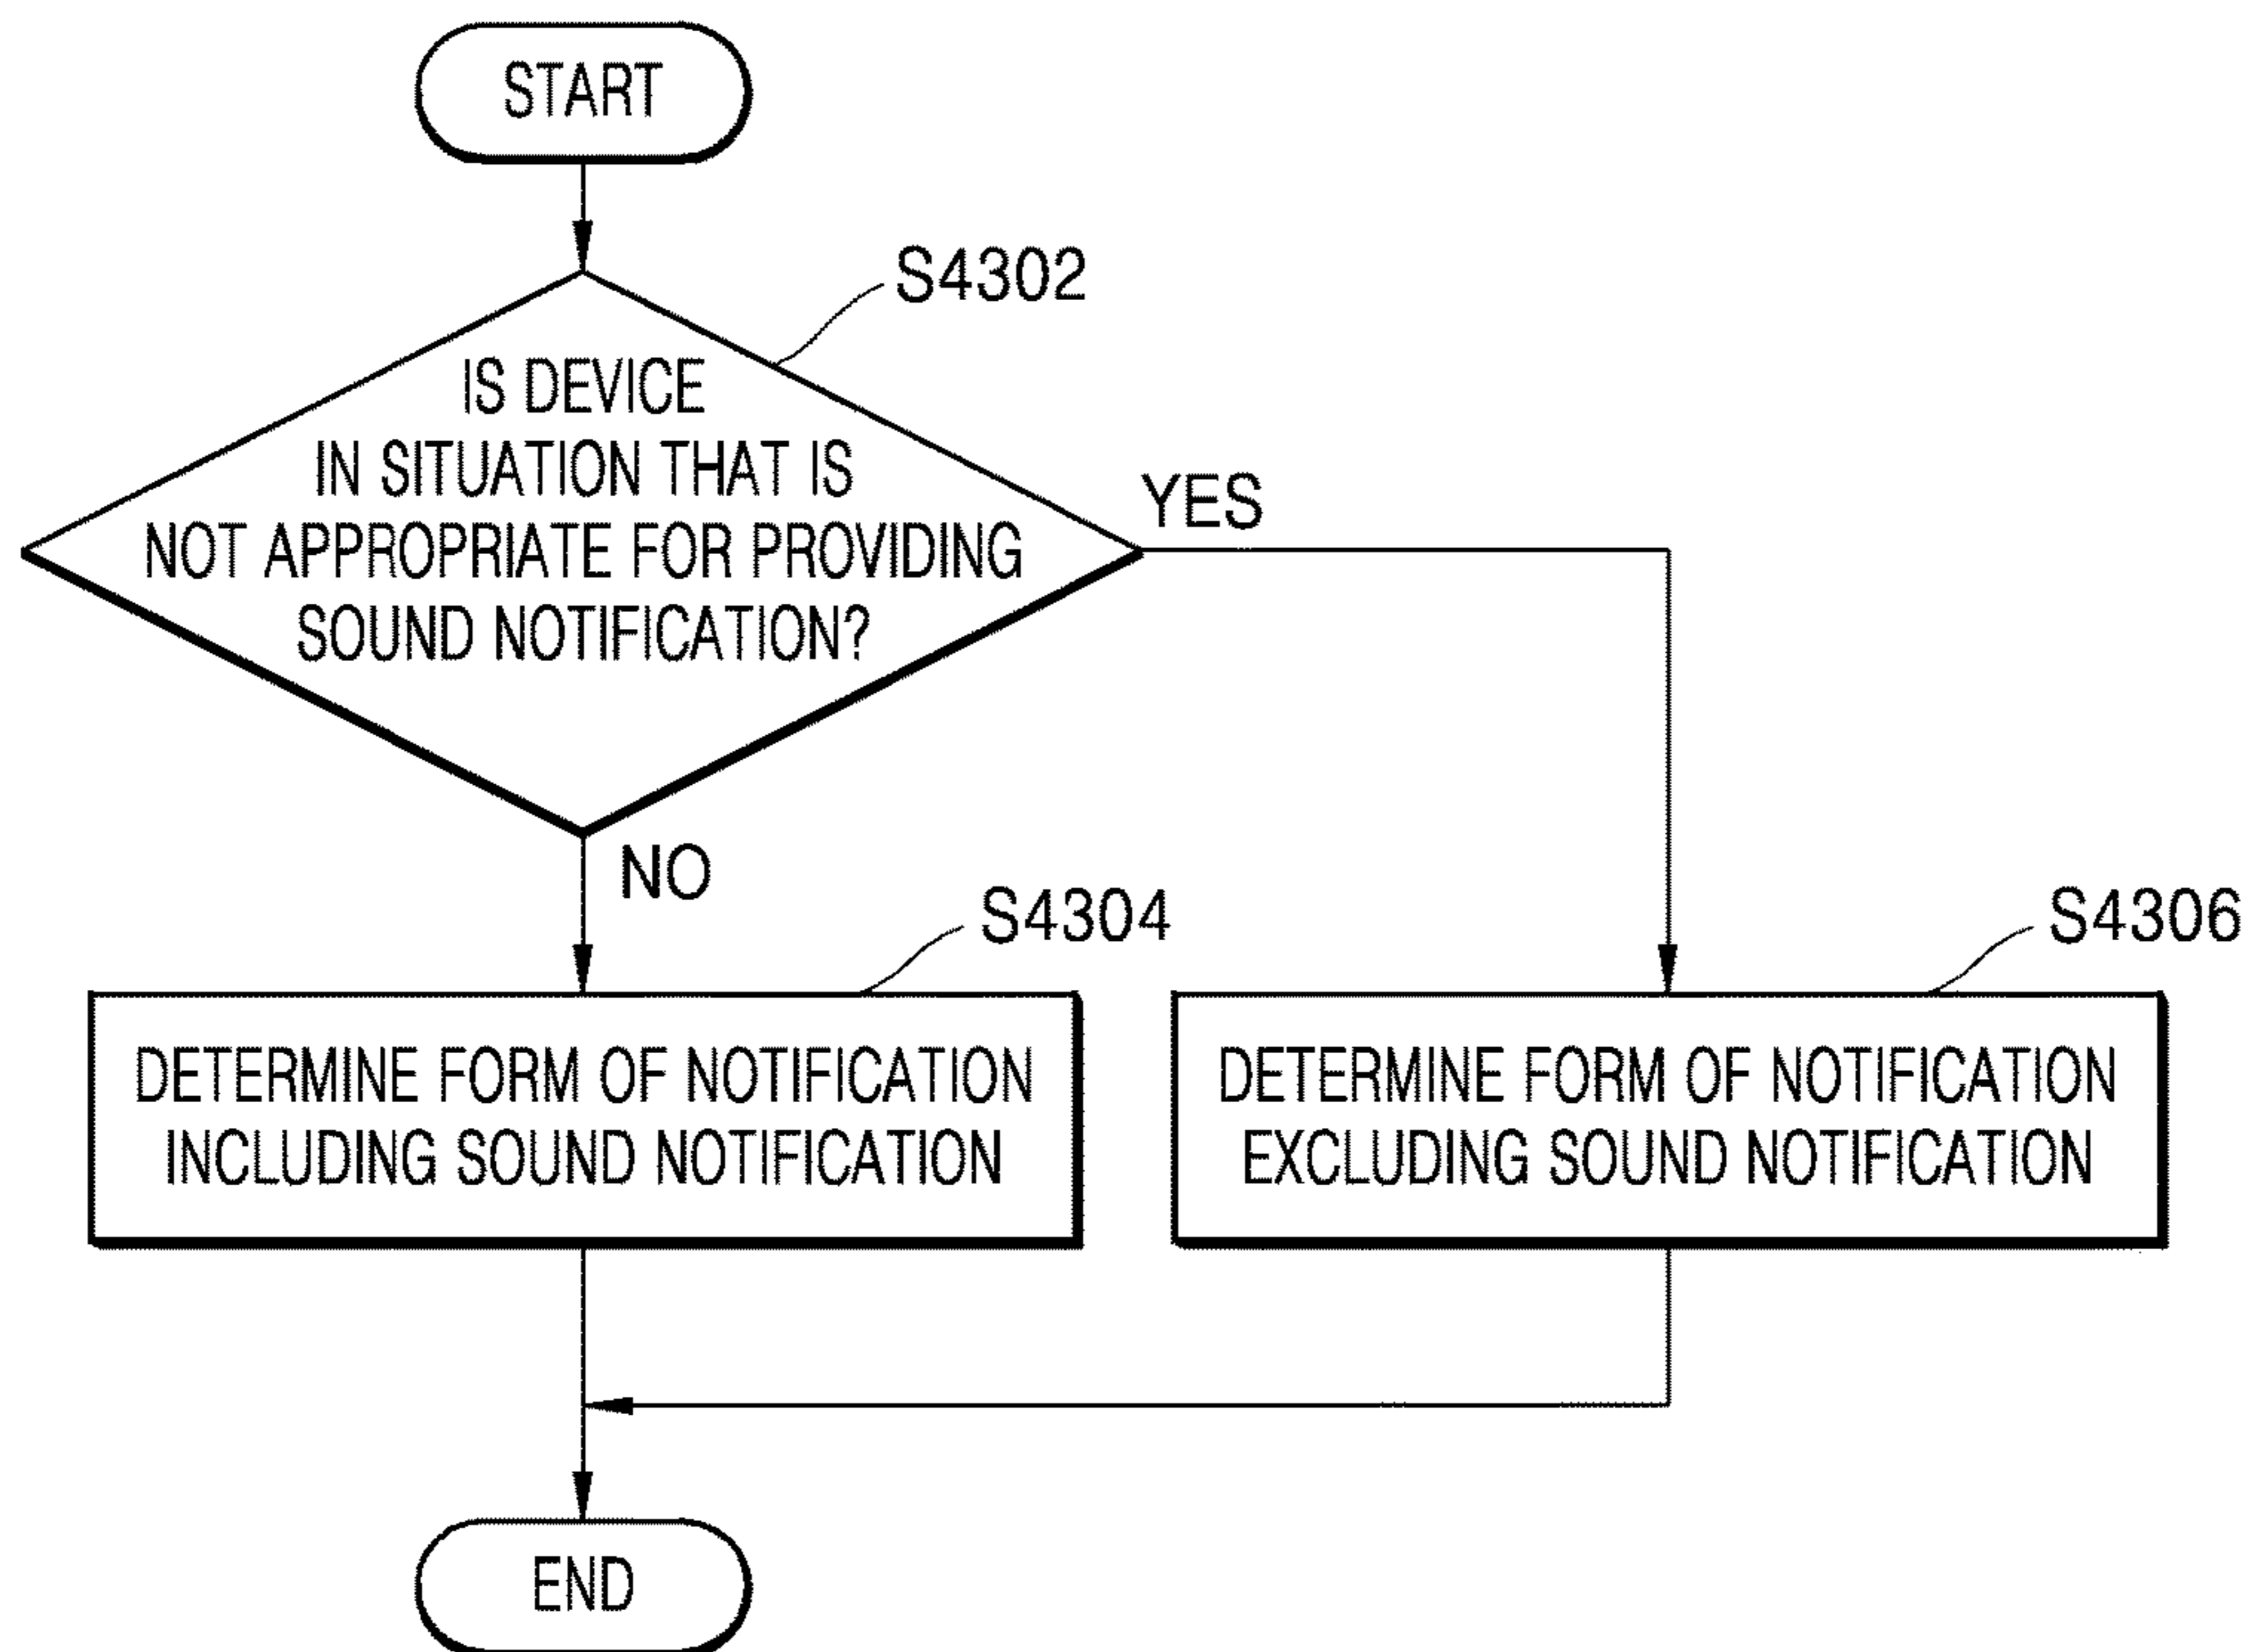 START
S4302
IS DEVICE
IN SITUATION THAT IS
NOT APPROPRIATE FOR PROVIDING
SOUND NOTIFICATION?
YES
NO
S4304
DETERMINE FORM OF NOTIFICATION
INCLUDING SOUND NOTIFICATION
S4306
DETERMINE FORM OF NOTIFICATION
EXCLUDING SOUND NOTIFICATION
END